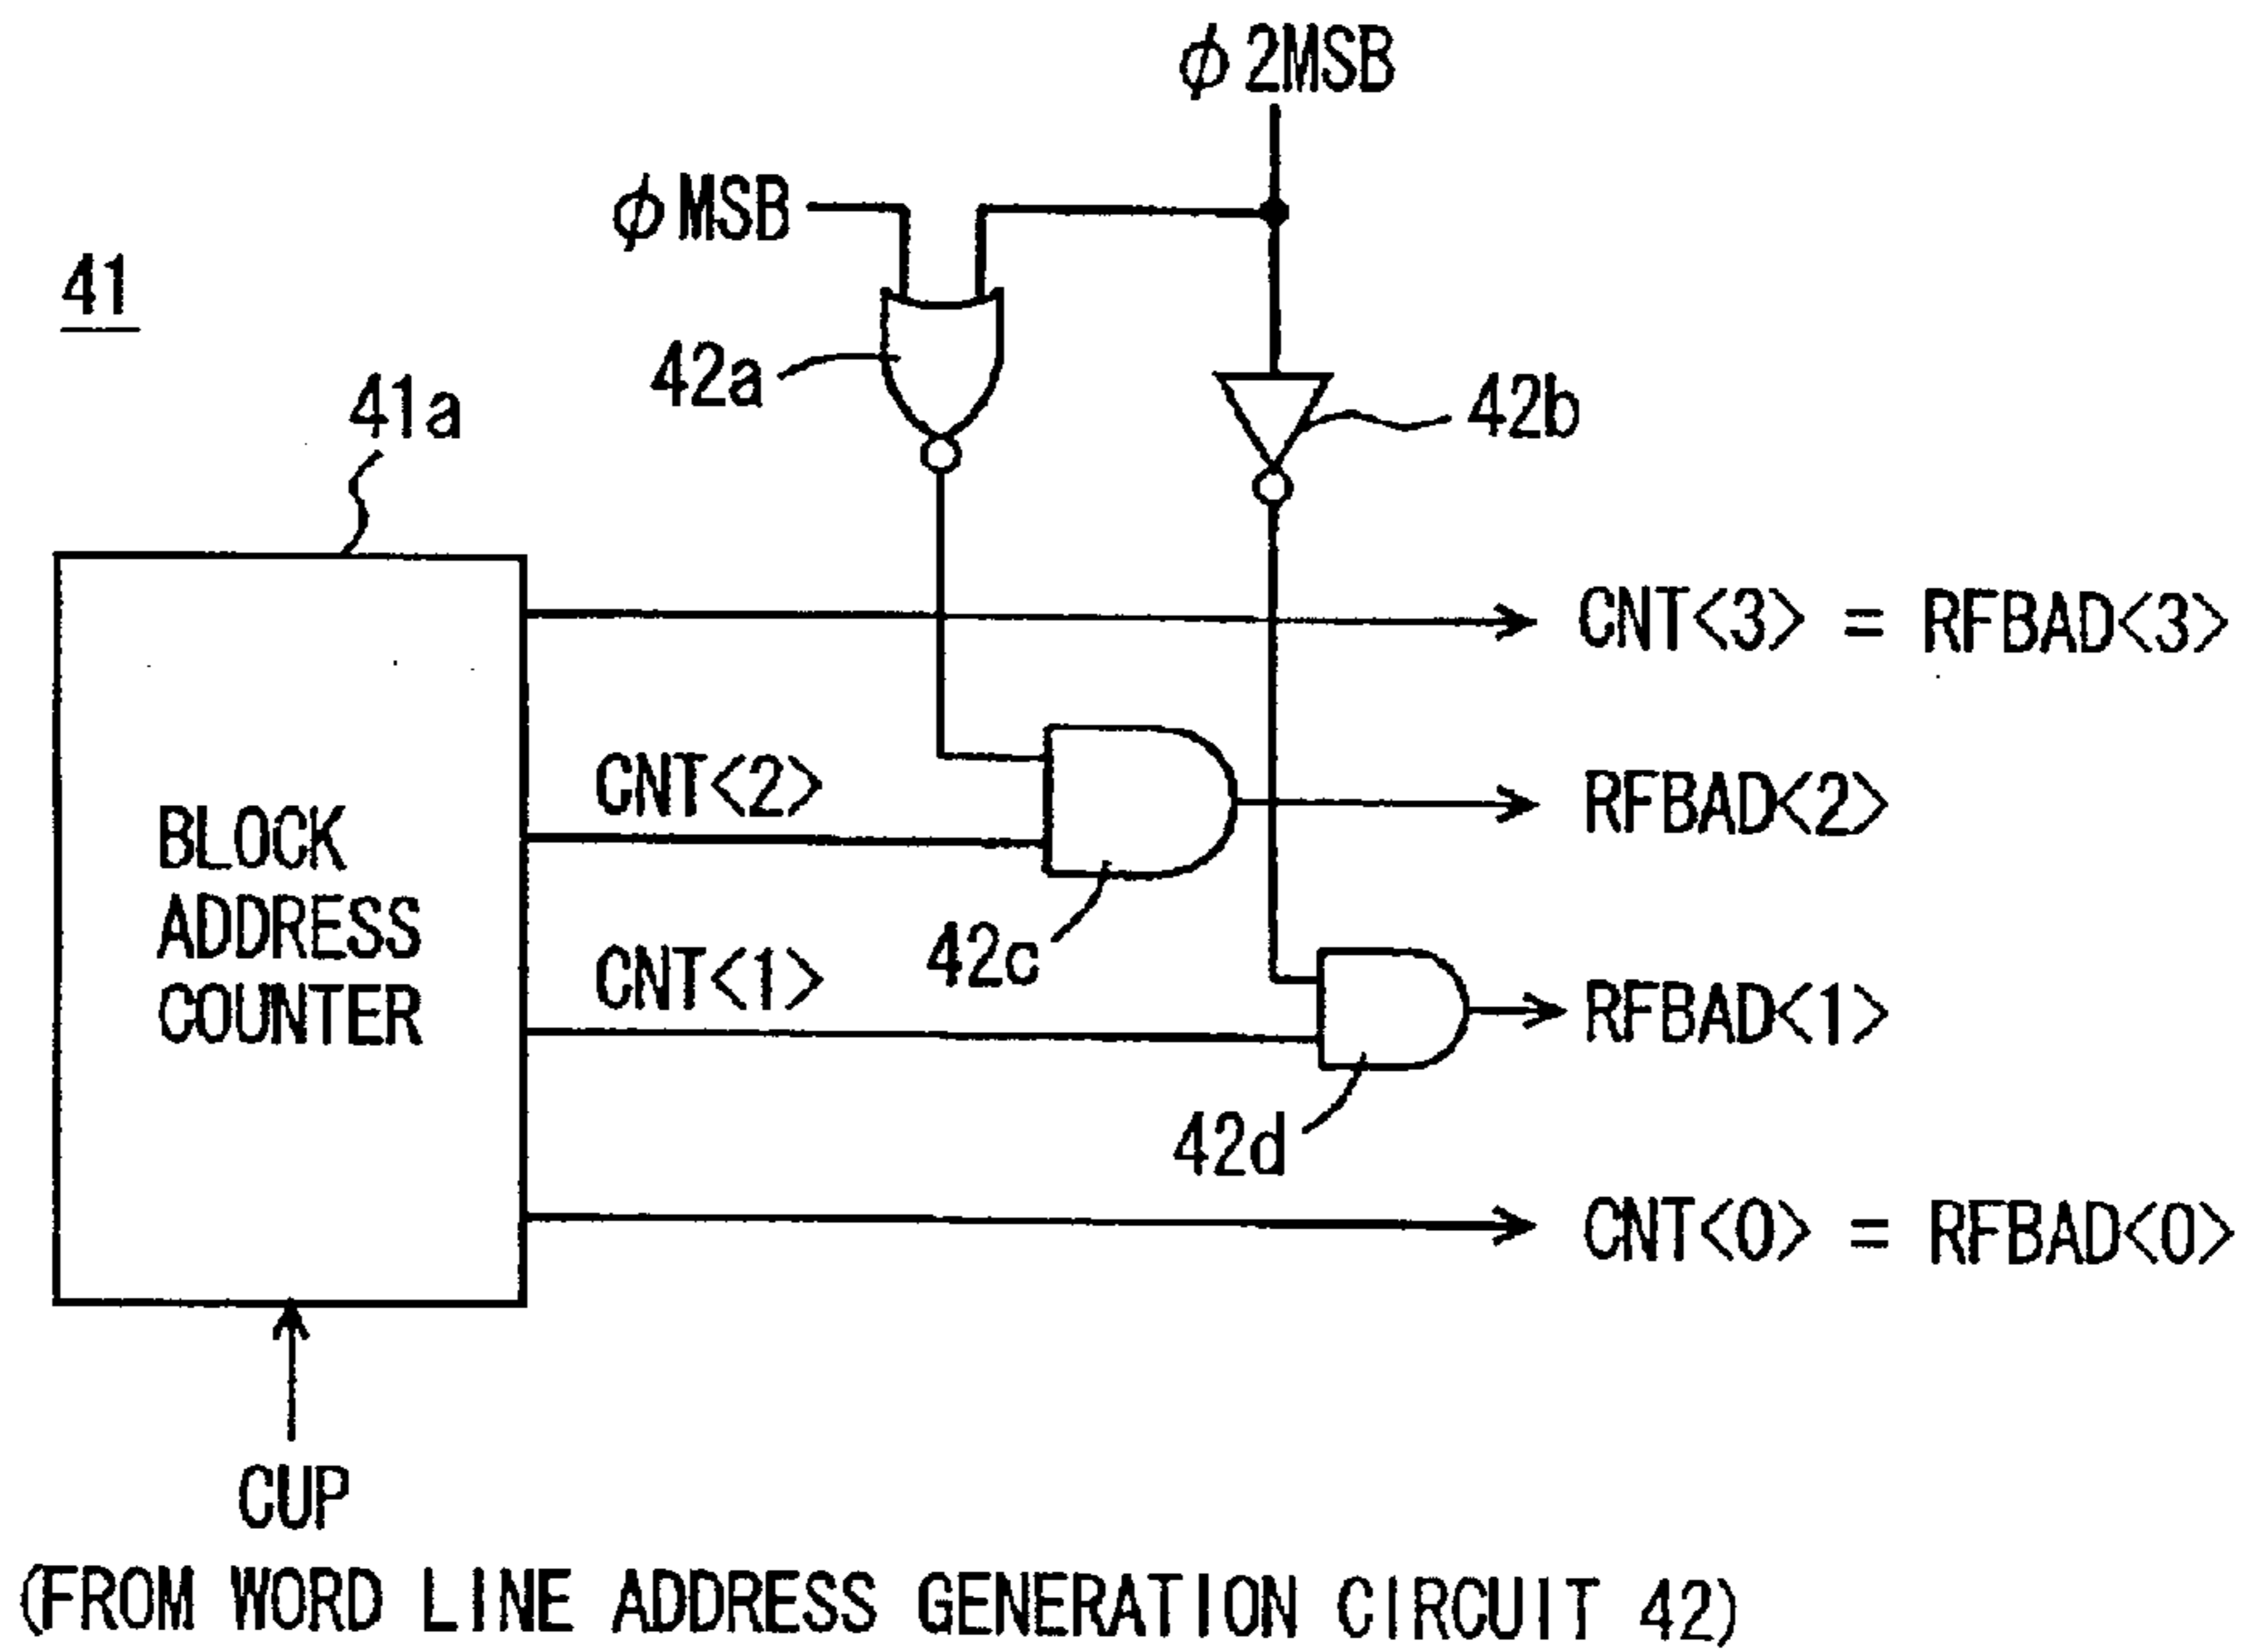 φ2MSB
φMSB
41
42a
42b
41a
CNT<3> = RFBAD<3>
CNT<2>
RFBAD<2>
BLOCK
ADDRESS
COUNTER
42c
CNT<1>
RFBAD<1>
42d
CNT<0> = RFBAD<0>
CUP
(FROM WORD LINE ADDRESS GENERATION CIRCUIT 42)